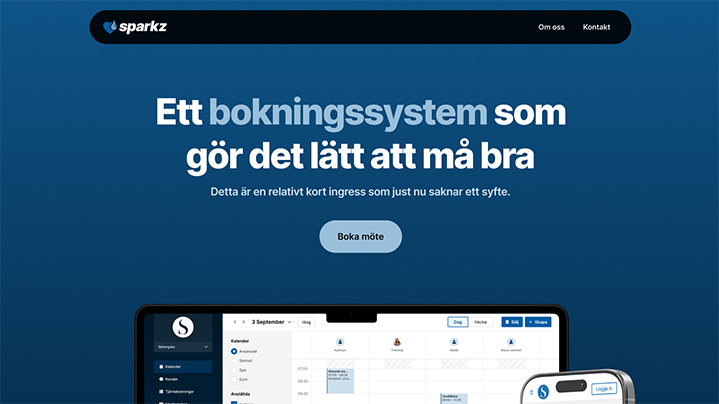 sparkz
Om oss
Kontakt
Ett bokningssystem som
gör det lätt att må bra
Detta är en relativt kort ingress som just nu saknar ett syfte.
Boka möte
S
3 September
Idag
Dag
Vecka
Sälj
+ Skapa
Kalender
Anpassad
Simhall
Spa
Gym
Anställda
Kalender
Kunder
07:00
08:00
S
Logga in